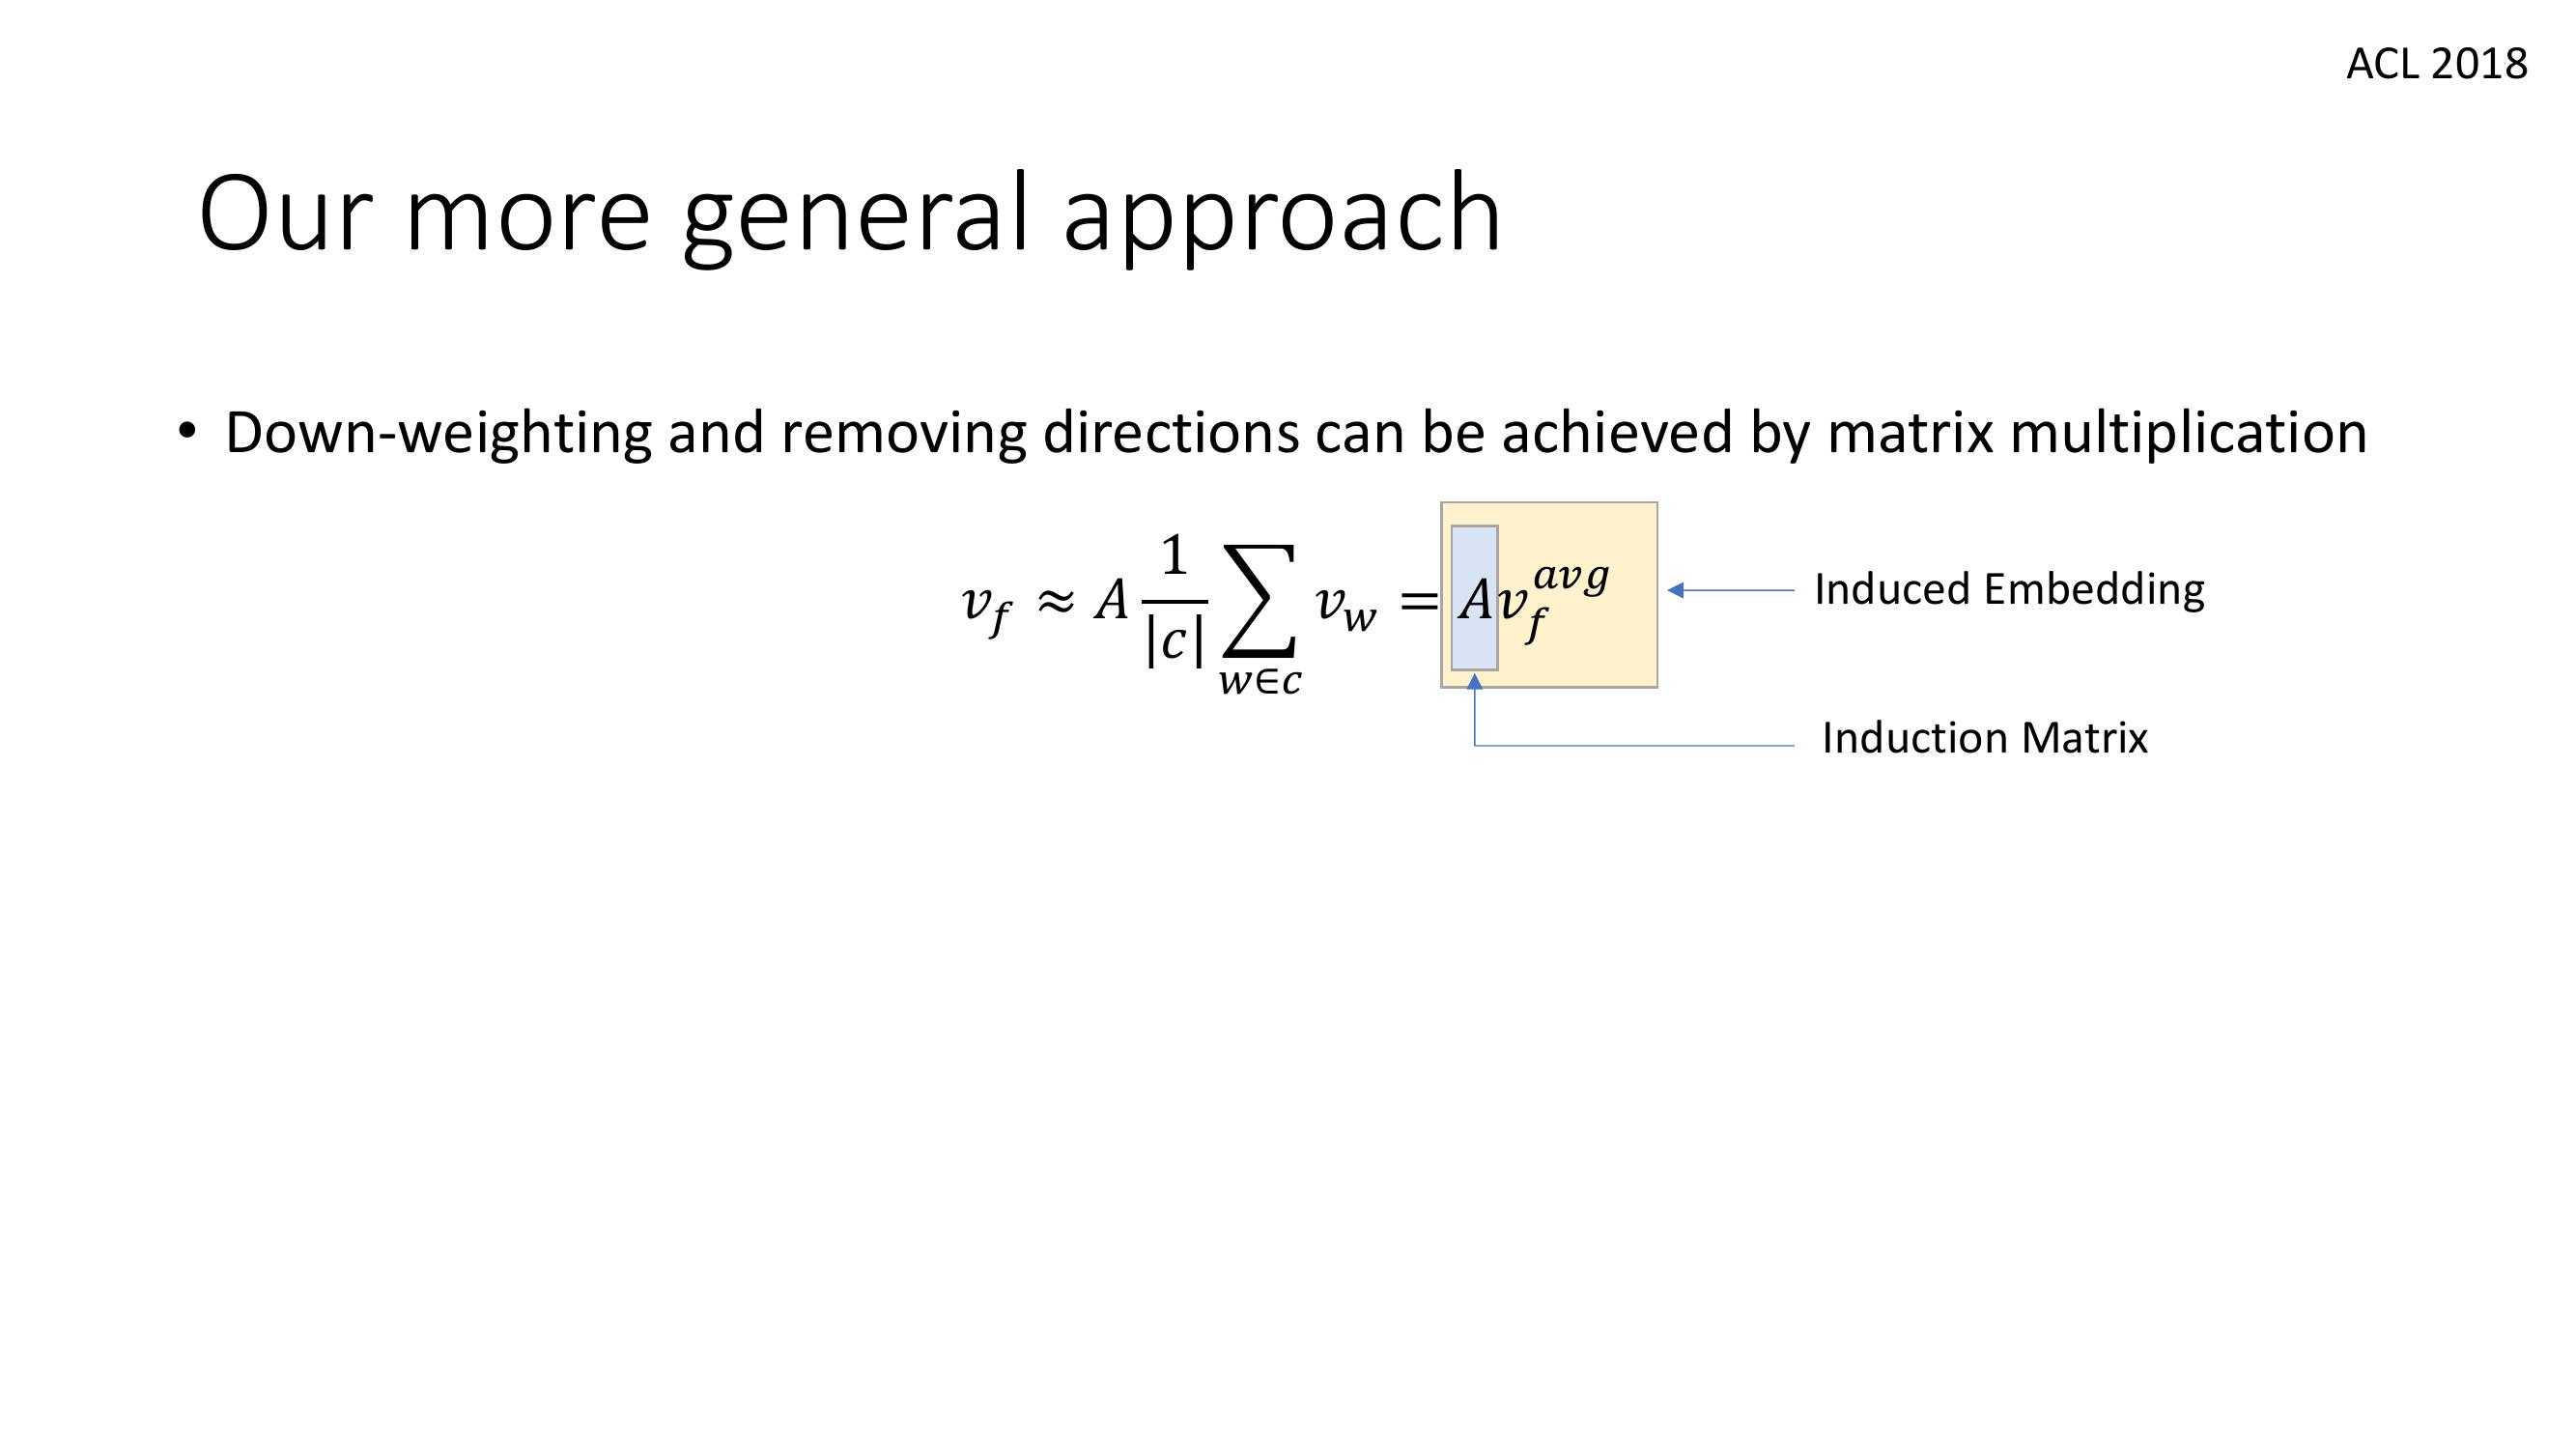 ACL 2018
Our more general approach
• Down-weighting and removing directions can be achieved by matrix multiplication
$v_f \approx A \frac{1}{|c|} \sum_{w \in c} v_w = A v_f^{avg}$
Induced Embedding
Induction Matrix